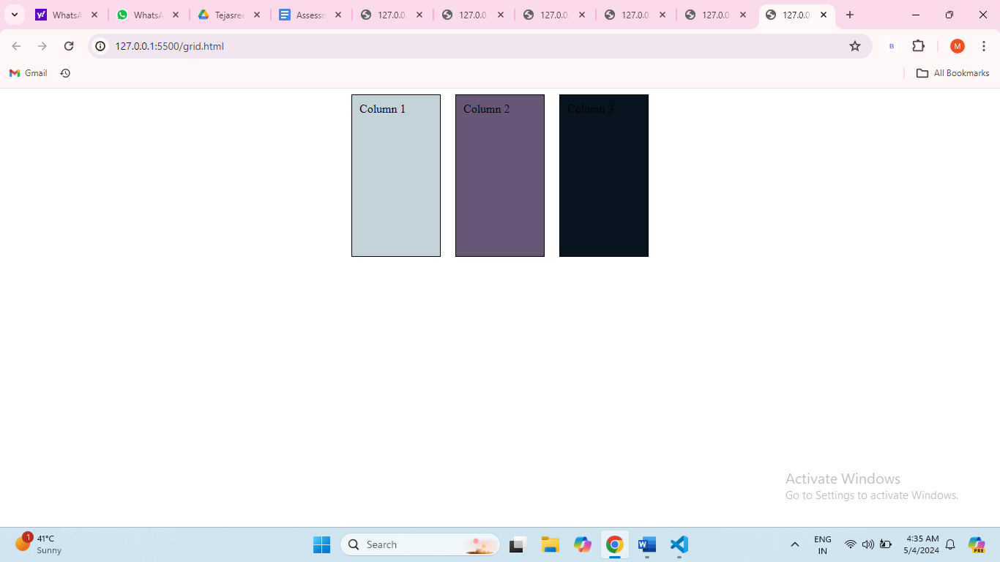 WhatsA
WhatsA
Tejasree
Assessn
127.0.0.
127.0.0.
127.0.0.
127.0.0.
127.0.0
127.0.0
127.0.0.1:5500/grid.html
B
M
Gmail
All Bookmarks
Column 1
Column 2
Column 3
Activate Windows
Go to Settings to activate Windows.
1
41°C
Sunny
Search
ENG
IN
4:35 AM
5/4/2024
PRE